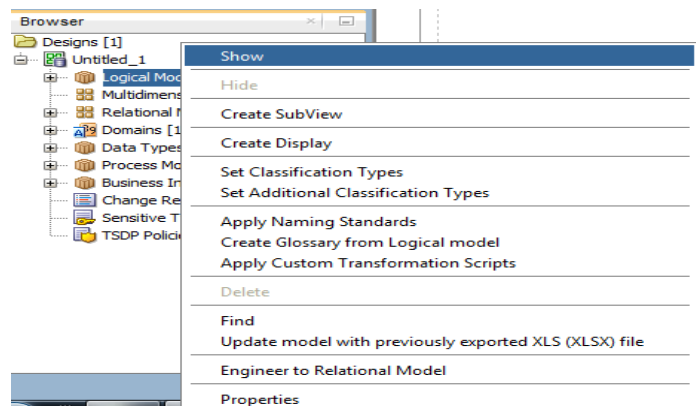 Browser
Designs [1]
Untitled_1
Logical Mod
Multidimens
Relational
Domains [1
Data Types
Process Mo
Business In
Change Re
Sensitive T
TSDP Policie
Show
Hide
Create SubView
Create Display
Set Classification Types
Set Additional Classification Types
Apply Naming Standards
Create Glossary from Logical model
Apply Custom Transformation Scripts
Delete
Find
Update model with previously exported XLS (XLSX) file
Engineer to Relational Model
Properties